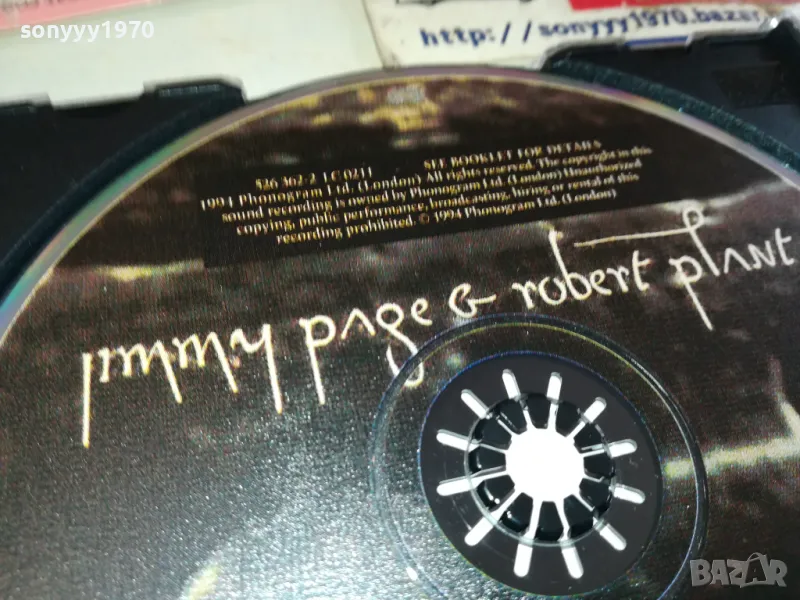 sonyyy1970
http://sonyyy1970.bazar
526 362-2 LC 0211 SEE BOOKLET FOR DETAILS
1994 Phonogram Ltd. (London) All rights reserved. The copyright in this
sound recording is owned by Phonogram Ltd (London) Unauthorized
copying, public performance, broadcasting, hiring, or rental of this
recording prohibited. © 1994 Phonogram Ltd. (London)
jimmy page & robert plant
BAZAR